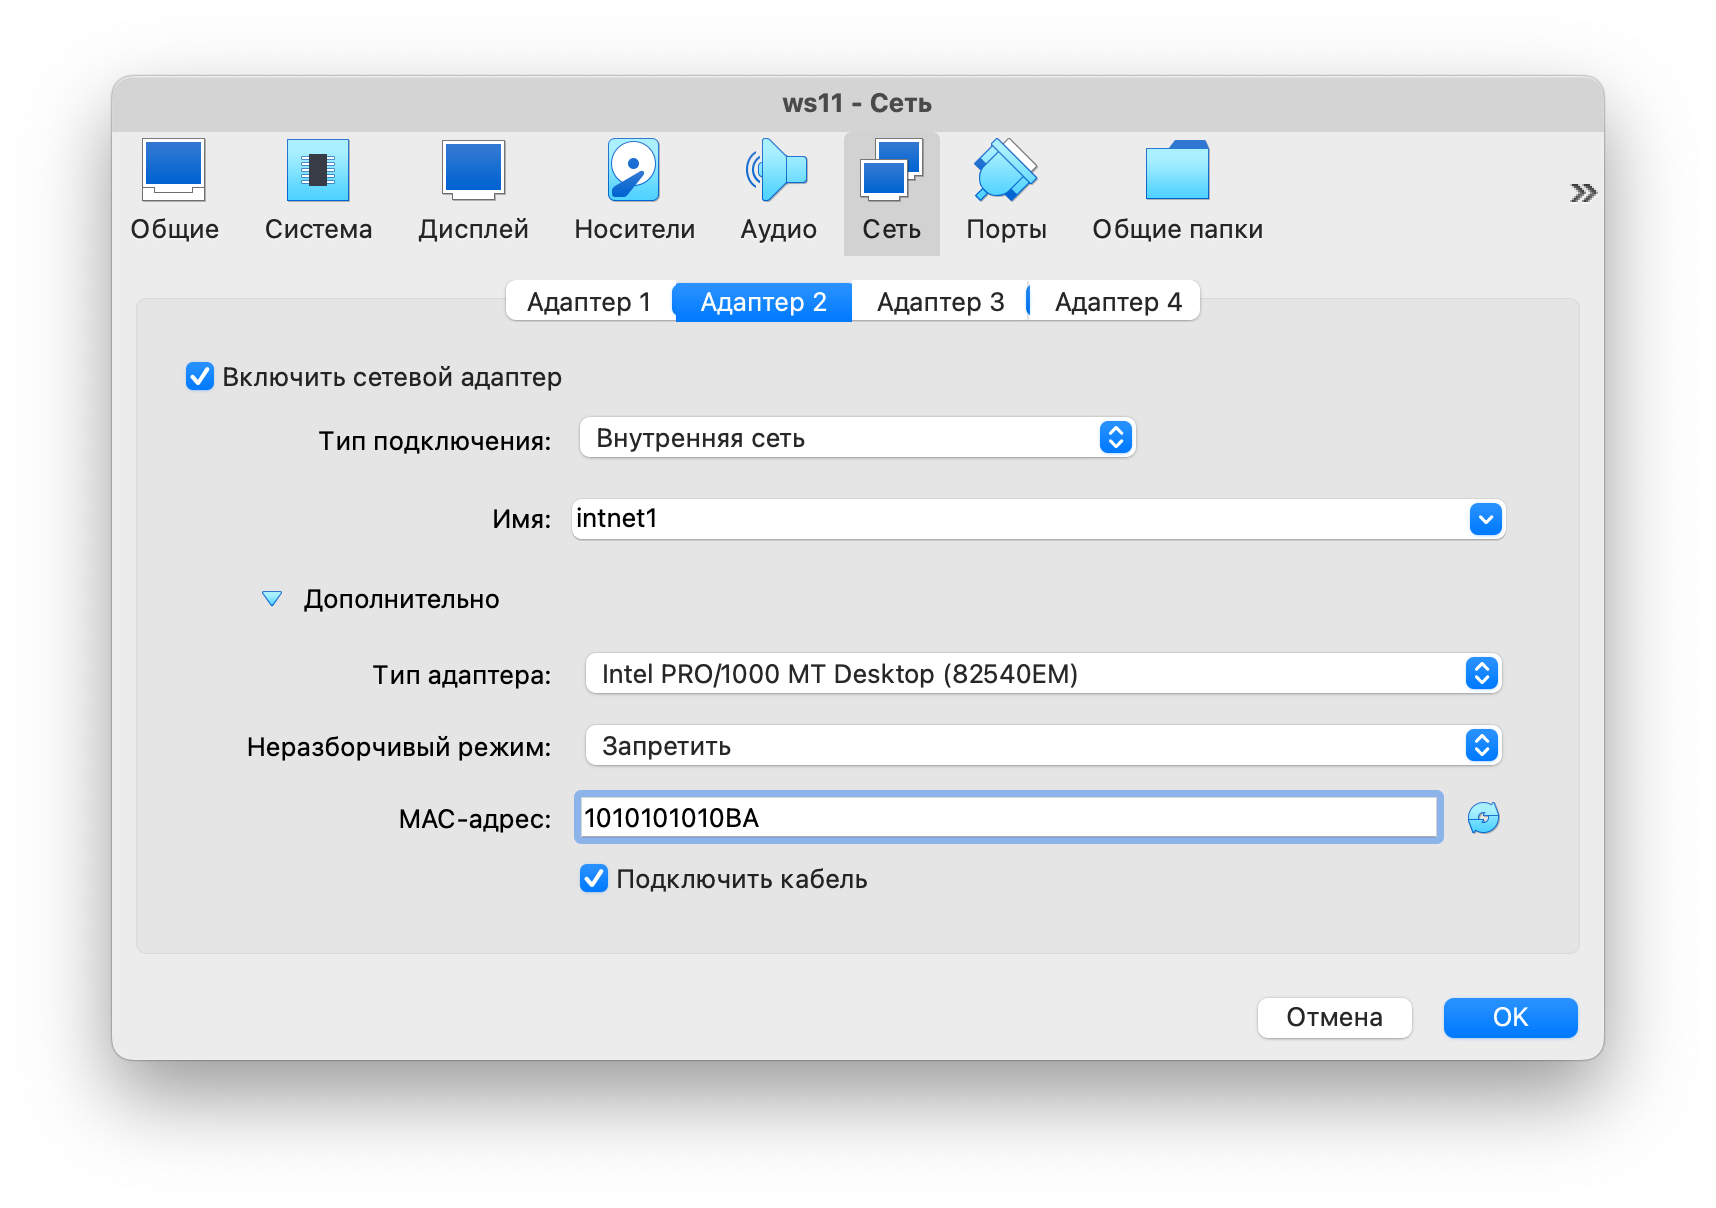 ws11 - Сеть
Общие
Система
Дисплей
Носители
Аудио
Сеть
Порты
Общие папки
Адаптер 1
Адаптер 2
Адаптер 3
Адаптер 4
Включить сетевой адаптер
Тип подключения: Внутренняя сеть
Имя: intnet1
Дополнительно
Тип адаптера: Intel PRO/1000 MT Desktop (82540EM)
Неразборчивый режим: Запретить
MAC-адрес: 1010101010BA
Подключить кабель
Отмена
OK